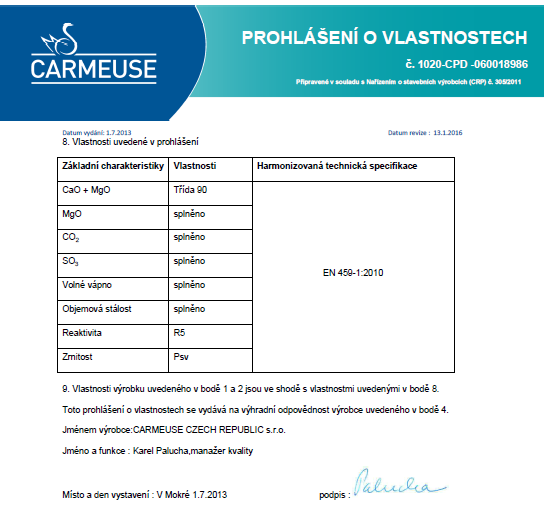 CARMEUSE
PROHLÁŠENÍ O VLASTNOSTECH
č. 1020-CPD -060018986
Připravené v souladu s Nařízením o stavebních výrobcích (CRP) č. 305/2011
Datum vydání: 1.7.2013 Datum revize : 13.1.2016
8. Vlastnosti uvedené v prohlášení
Základní charakteristiky Vlastnosti Harmonizovaná technická specifikace
CaO + MgO Třída 90
MgO splněno
CO₂ splněno
SO₃ splněno
EN 459-1:2010
Volné vápno splněno
Objemová stálost splněno
Reaktivita R5
Zrnitost Psv
9. Vlastnosti výrobku uvedeného v bodě 1 a 2 jsou ve shodě s vlastnostmi uvedenými v bodě 8.
Toto prohlášení o vlastnostech se vydává na výhradní odpovědnost výrobce uvedeného v bodě 4.
Jménem výrobce:CARMEUSE CZECH REPUBLIC s.r.o.
Jméno a funkce : Karel Palucha,manažer kvality
Místo a den vystavení : V Mokré 1.7.2013 podpis : Palucha